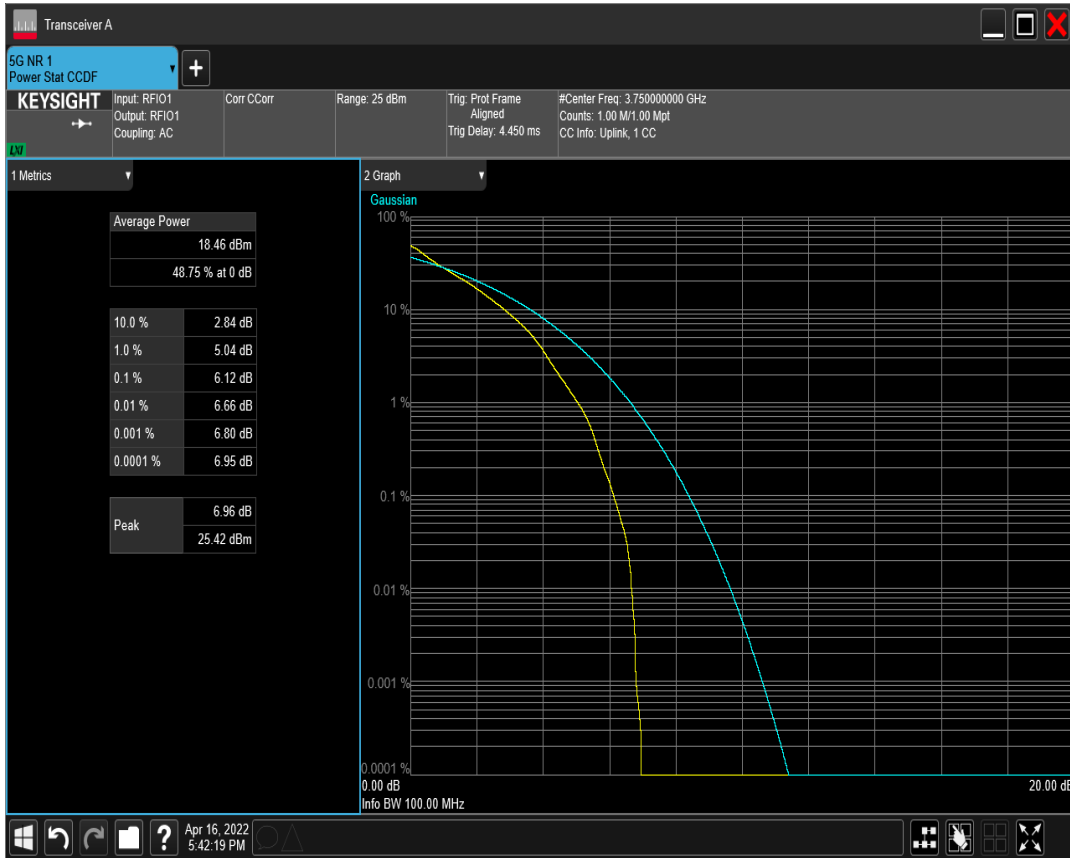 Transceiver A
5G NR 1
Power Stat CCDF
KEYSIGHT
LXI
Input: RFIO1
Output: RFIO1
Coupling: AC
Corr CCorr
Range: 25 dBm
Trig: Prot Frame
Aligned
Trig Delay: 4.450 ms
#Center Freq: 3.750000000 GHz
Counts: 1.00 M/1.00 Mpt
CC Info: Uplink, 1 CC
1 Metrics
Average Power
18.46 dBm
48.75 % at 0 dB
10.0 % 2.84 dB
1.0 % 5.04 dB
0.1 % 6.12 dB
0.01 % 6.66 dB
0.001 % 6.80 dB
0.0001 % 6.95 dB
Peak
6.96 dB
25.42 dBm
2 Graph
Gaussian
100 %
10 %
1 %
0.1 %
0.01 %
0.001 %
0.0001 %
0.00 dB
20.00 dB
Info BW 100.00 MHz
?
Apr 16, 2022
5:42:19 PM